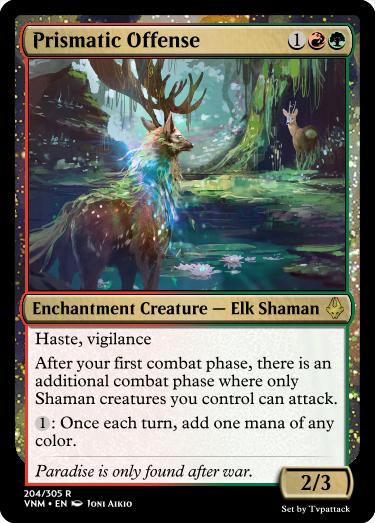 Prismatic Offense 1
Enchantment Creature — Elk Shaman
Haste, vigilance
After your first combat phase, there is an
additional combat phase where only
Shaman creatures you control can attack.
1: Once each turn, add one mana of any
color.
Paradise is only found after war.
2/3
204/305 R
VNM • EN Joni Aikio
Set by Tvpattack